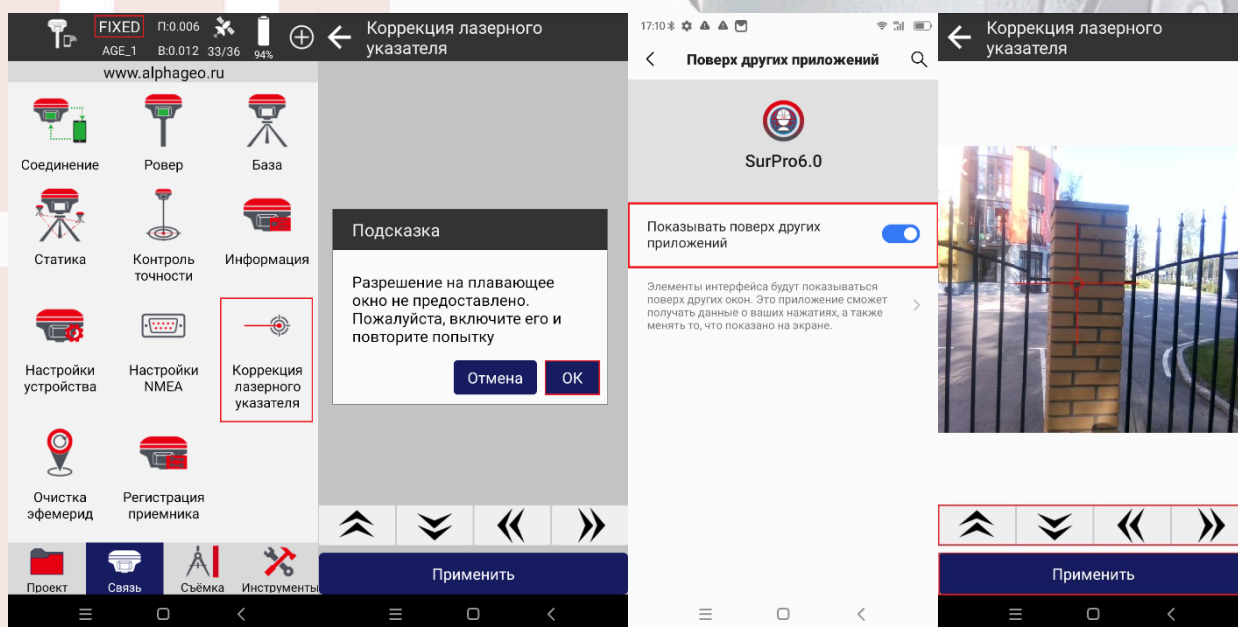 FIXED П:0.006
AGE_1 B:0.012 33/36 94%
www.alphageo.ru
Соединение
Ровер
База
Статика
Контроль
точности
Информация
Настройки
устройства
Настройки
NMEA
Коррекция
лазерного
указателя
Очистка
эфемерид
Регистрация
приемника
Проект
Связь
Съёмка
Инструменты
Коррекция лазерного
указателя
Подсказка
Разрешение на плавающее
окно не предоставлено.
Пожалуйста, включите его и
повторите попытку
Отмена
ОК
Применить
17:10
Поверх других приложений
SurPro6.0
Показывать поверх других
приложений
Элементы интерфейса будут показываться
поверх других окон. Это приложение сможет
получать данные о ваших нажатиях, а также
менять то, что показано на экране.
Коррекция лазерного
указателя
Применить